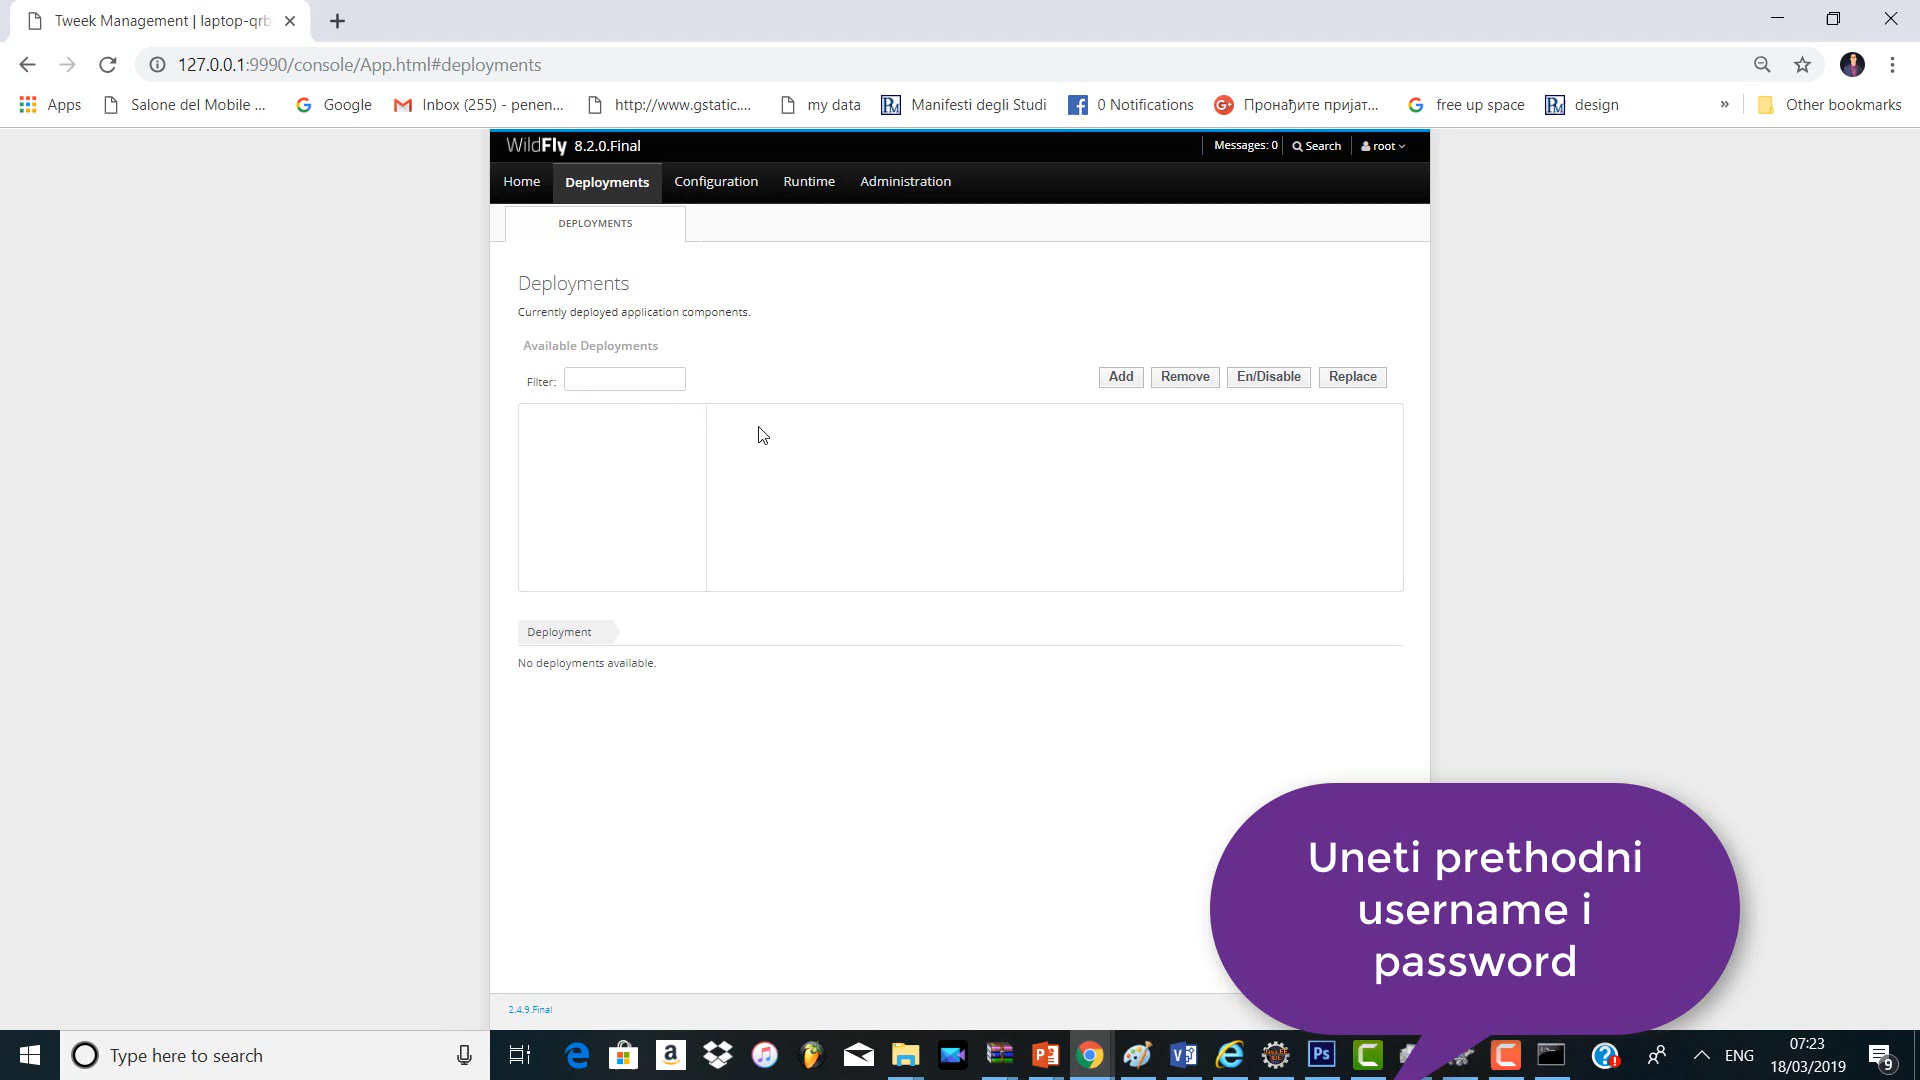 Tweek Management | laptop-qrb
127.0.0.1:9990/console/App.html#deployments
Apps
Salone del Mobile ...
Google
Inbox (255) - penen...
http://www.gstatic....
my data
Manifesti degli Studi
0 Notifications
Пронађите пријат...
free up space
design
»
Other bookmarks
WildFly 8.2.0.Final
Messages: 0
Search
root
Home
Deployments
Configuration
Runtime
Administration
DEPLOYMENTS
Deployments
Currently deployed application components.
Available Deployments
Filter:
Add
Remove
En/Disable
Replace
Deployment
No deployments available.
Uneti prethodni
username i
password
2.4.9.Final
Type here to search
ENG
07:23
18/03/2019
9